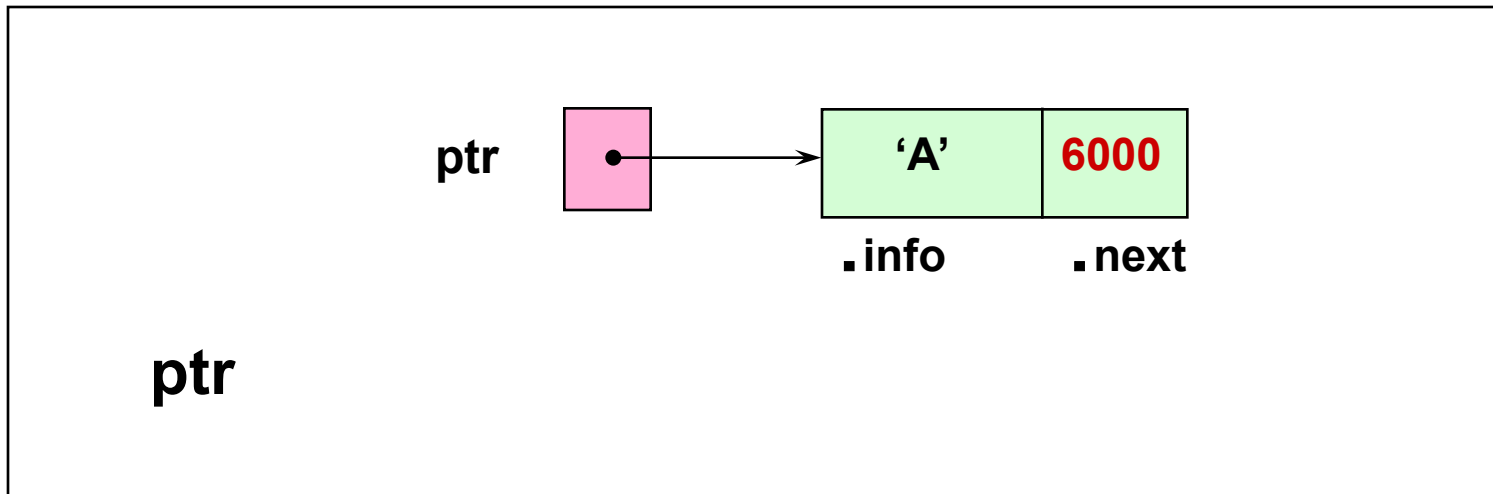 ptr ‘A’ 6000
.info .next
ptr